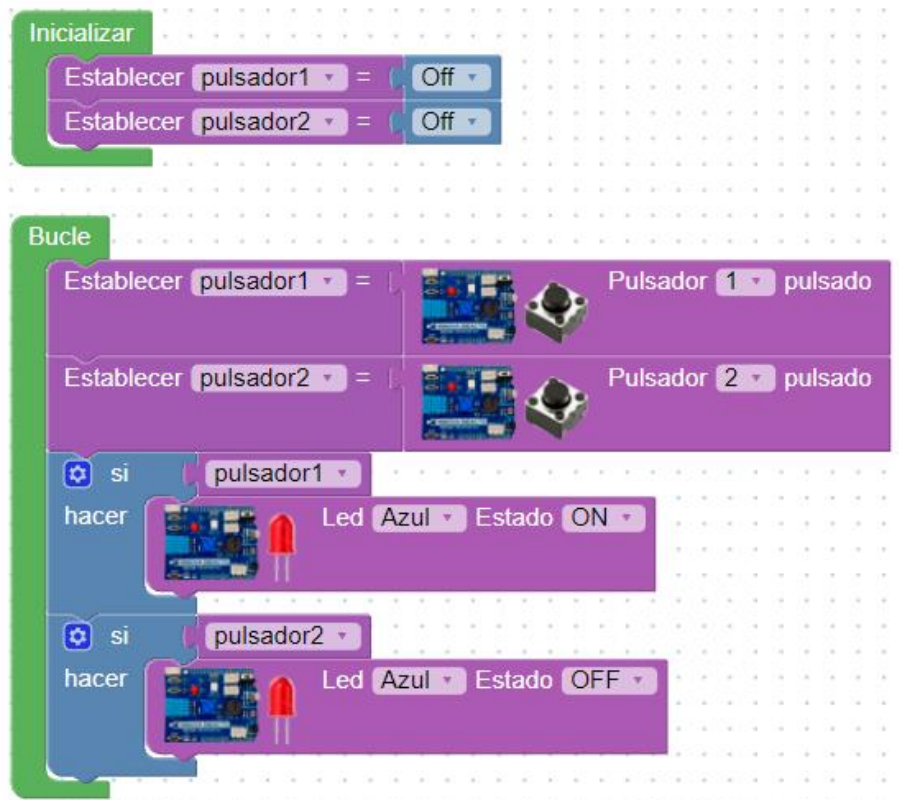 Inicializar
Establecer pulsador1 = Off
Establecer pulsador2 = Off
Bucle
Establecer pulsador1 = Pulsador 1 pulsado
Establecer pulsador2 = Pulsador 2 pulsado
si pulsador1
hacer Led Azul Estado ON
si pulsador2
hacer Led Azul Estado OFF